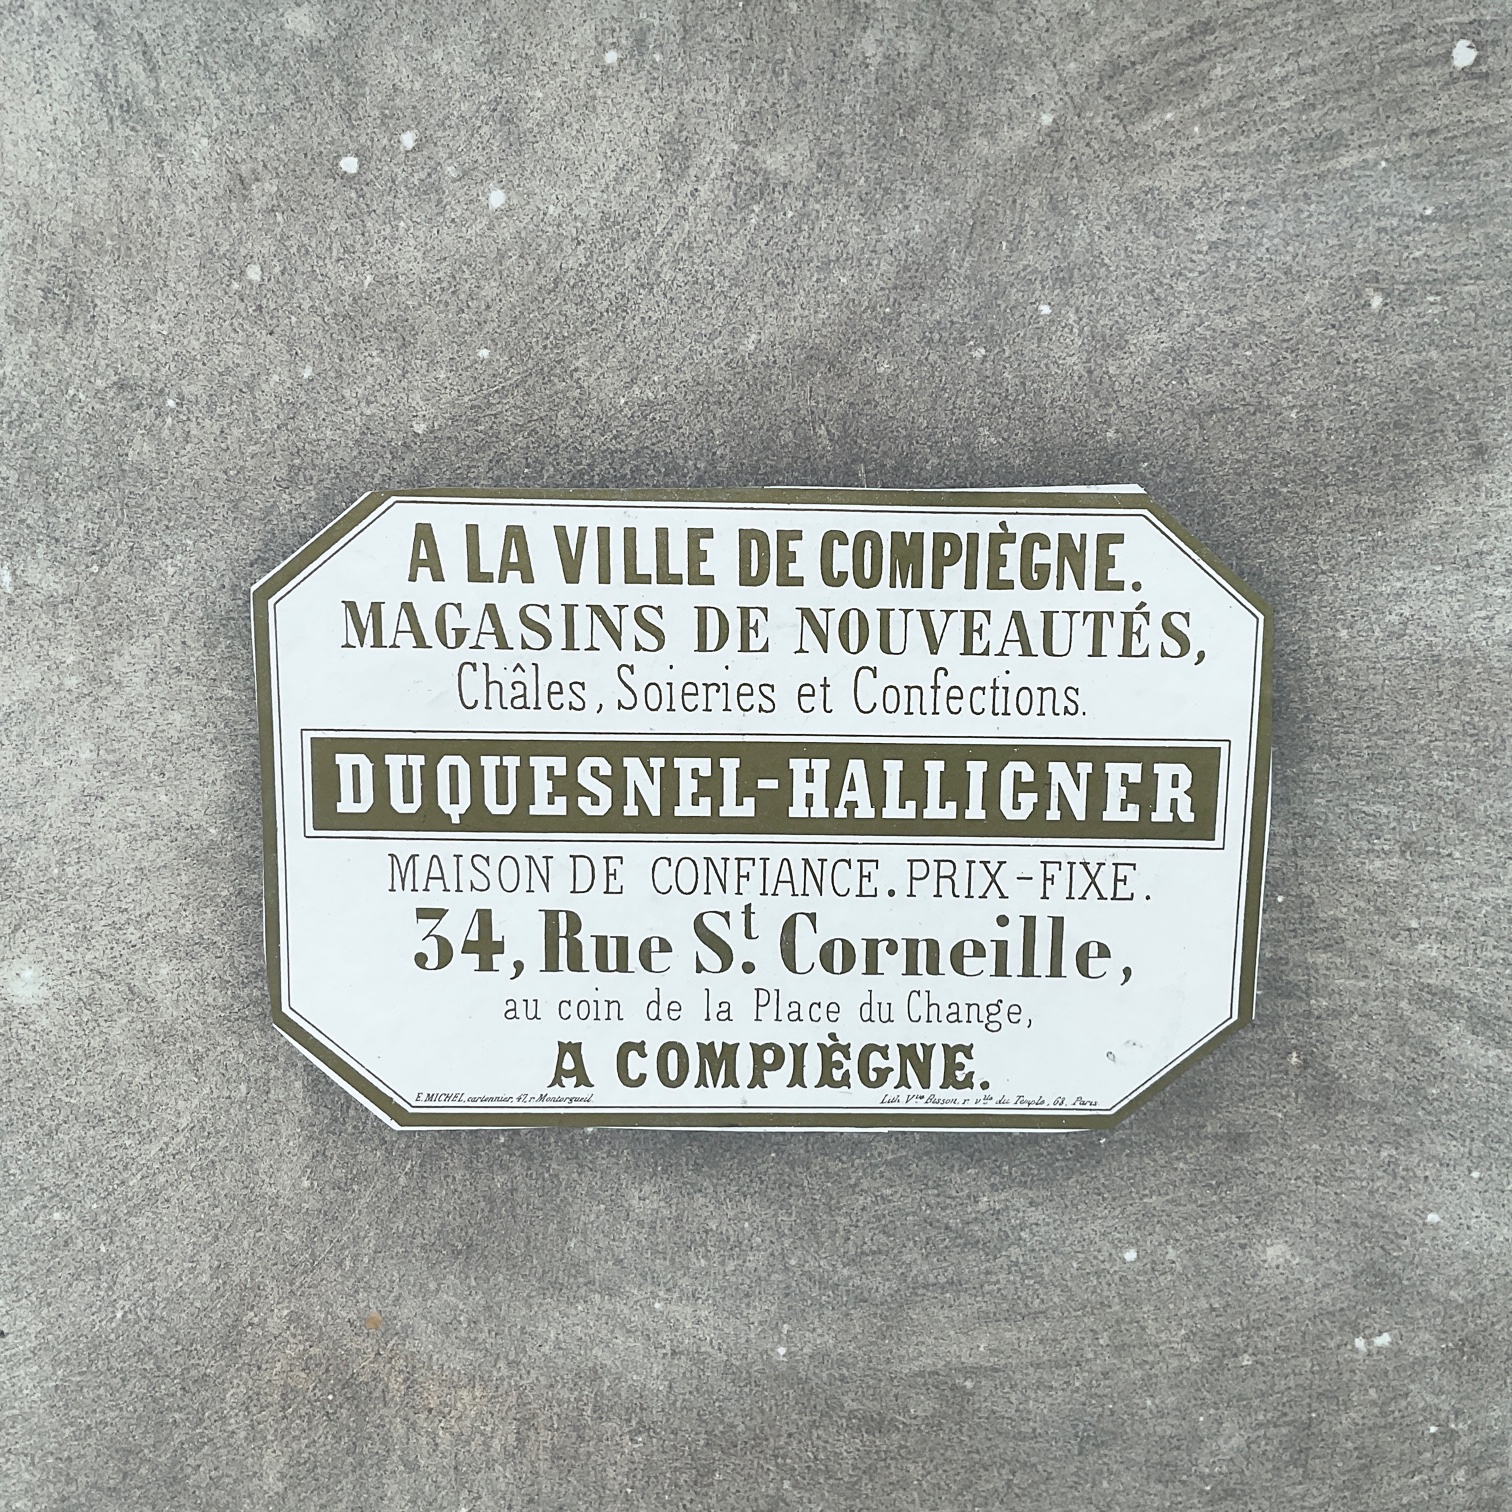 A LA VILLE DE COMPIÈGNE.
MAGASINS DE NOUVEAUTÉS,
Châles, Soieries et Confections.
DUQUESNEL-HALLIGNER
MAISON DE CONFIANCE. PRIX-FIXE.
34, Rue St. Corneille,
au coin de la Place du Change,
A COMPIÈGNE.
E. MICHEL, cartonnier, 47, r. Montorgueil.
Lith. Vve Bisson. r. vlle du Temple, 68, Paris.